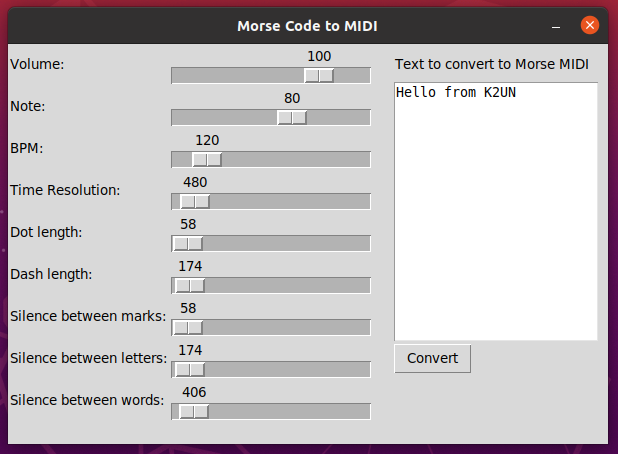 Morse Code to MIDI
Volume:
100
Note:
80
BPM:
120
Time Resolution:
480
Dot length:
58
Dash length:
174
Silence between marks:
58
Silence between letters:
174
Silence between words:
406
Text to convert to Morse MIDI
Hello from K2UN
Convert